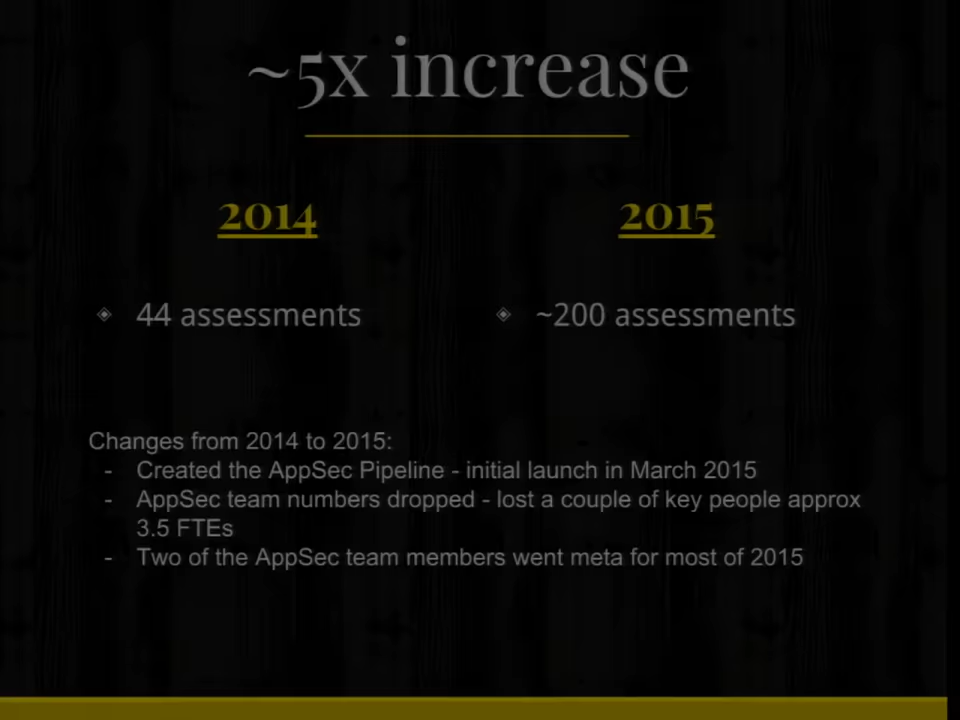 ~5x increase
2014
2015
44 assessments
~200 assessments
Changes from 2014 to 2015:
- Created the AppSec Pipeline - initial launch in March 2015
- AppSec team numbers dropped - lost a couple of key people approx
3.5 FTEs
- Two of the AppSec team members went meta for most of 2015